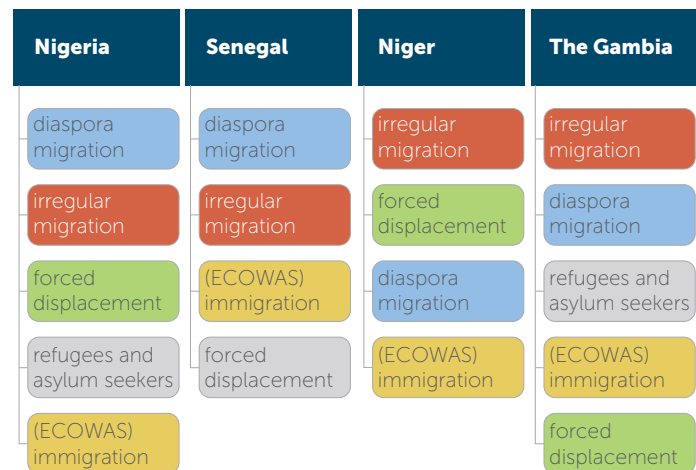 Nigeria
Senegal
Niger
The Gambia
diaspora
migration
irregular
migration
forced
displacement
refugees and
asylum seekers
(ECOWAS)
immigration
diaspora
migration
irregular
migration
(ECOWAS)
immigration
forced
displacement
irregular
migration
forced
displacement
diaspora
migration
(ECOWAS)
immigration
irregular
migration
diaspora
migration
refugees and
asylum seekers
(ECOWAS)
immigration
forced
displacement